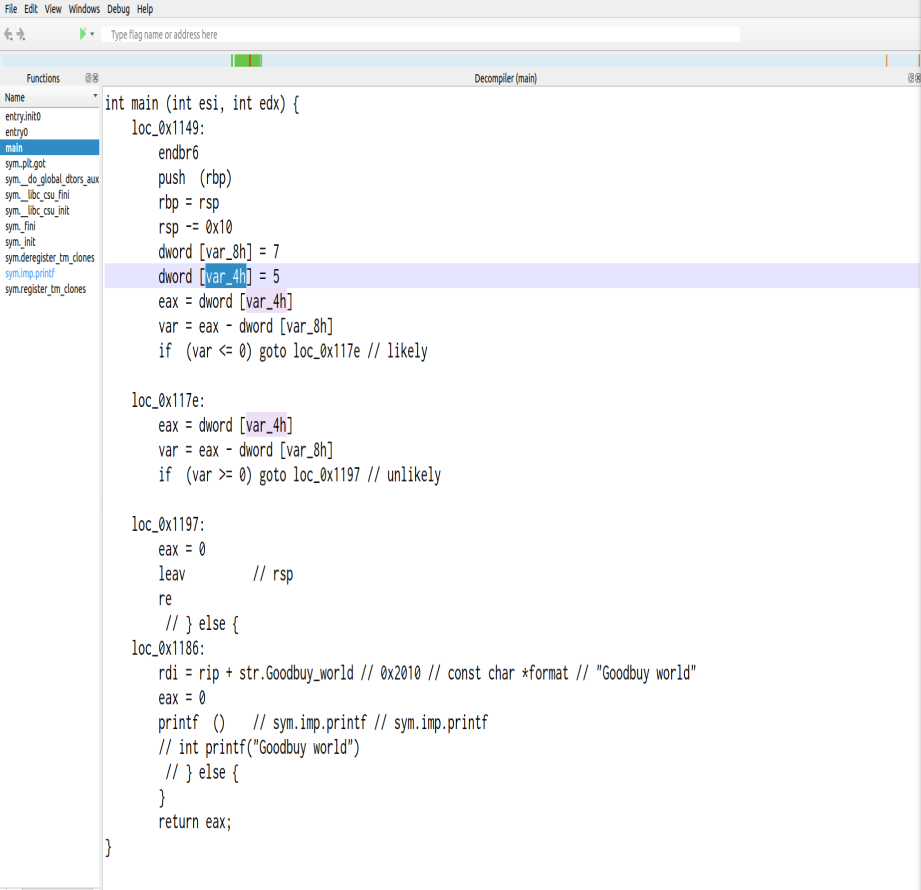 File Edit View Windows Debug Help
Type flag name or address here
Functions
Decompiler (main)
Name
entry.init0
entry0
main
sym..plt.got
sym.__do_global_dtors_aux
sym.__libc_csu_fini
sym.__libc_csu_init
sym._fini
sym._init
sym.deregister_tm_clones
sym.imp.printf
sym.register_tm_clones
int main (int esi, int edx) {
loc_0x1149:
endbr6
push (rbp)
rbp = rsp
rsp -= 0x10
dword [var_8h] = 7
dword [var_4h] = 5
eax = dword [var_4h]
var = eax - dword [var_8h]
if (var <= 0) goto loc_0x117e // likely
loc_0x117e:
eax = dword [var_4h]
var = eax - dword [var_8h]
if (var >= 0) goto loc_0x1197 // unlikely
loc_0x1197:
eax = 0
leav // rsp
re
// } else {
loc_0x1186:
rdi = rip + str.Goodbuy_world // 0x2010 // const char *format // "Goodbuy world"
eax = 0
printf () // sym.imp.printf // sym.imp.printf
// int printf("Goodbuy world")
// } else {
}
return eax;
}